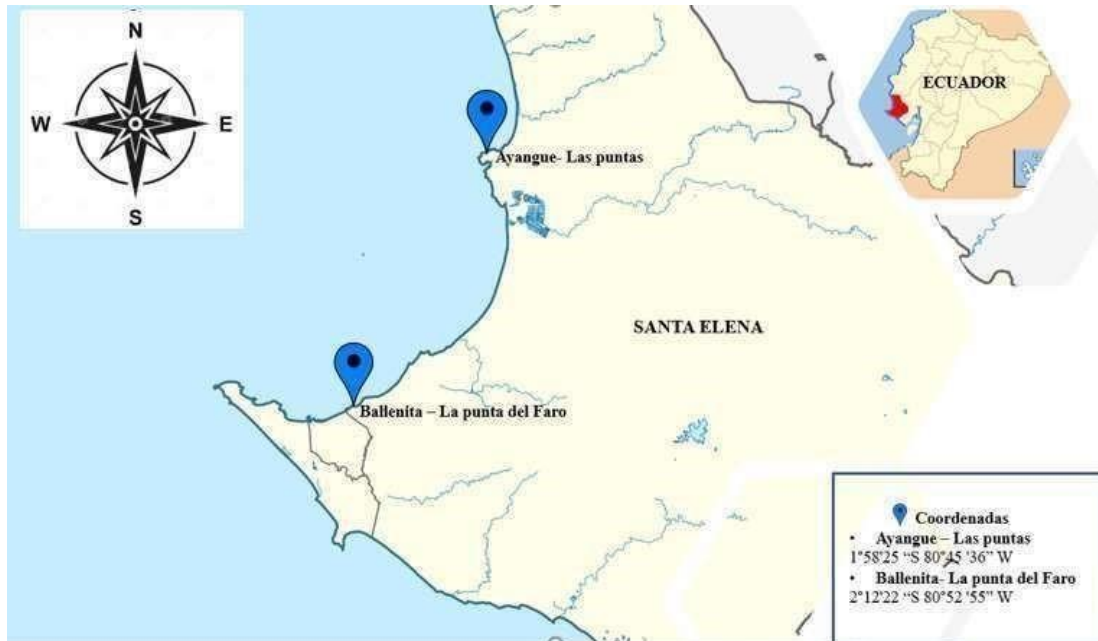 N
W E
S
ECUADOR
Ayangue- Las puntas
SANTA ELENA
Ballenita – La punta del Faro
Coordenadas
• Ayangue – Las puntas
1°58'25 “S 80°45 '36” W
• Ballenita- La punta del Faro
2°12'22 “S 80°52 '55” W